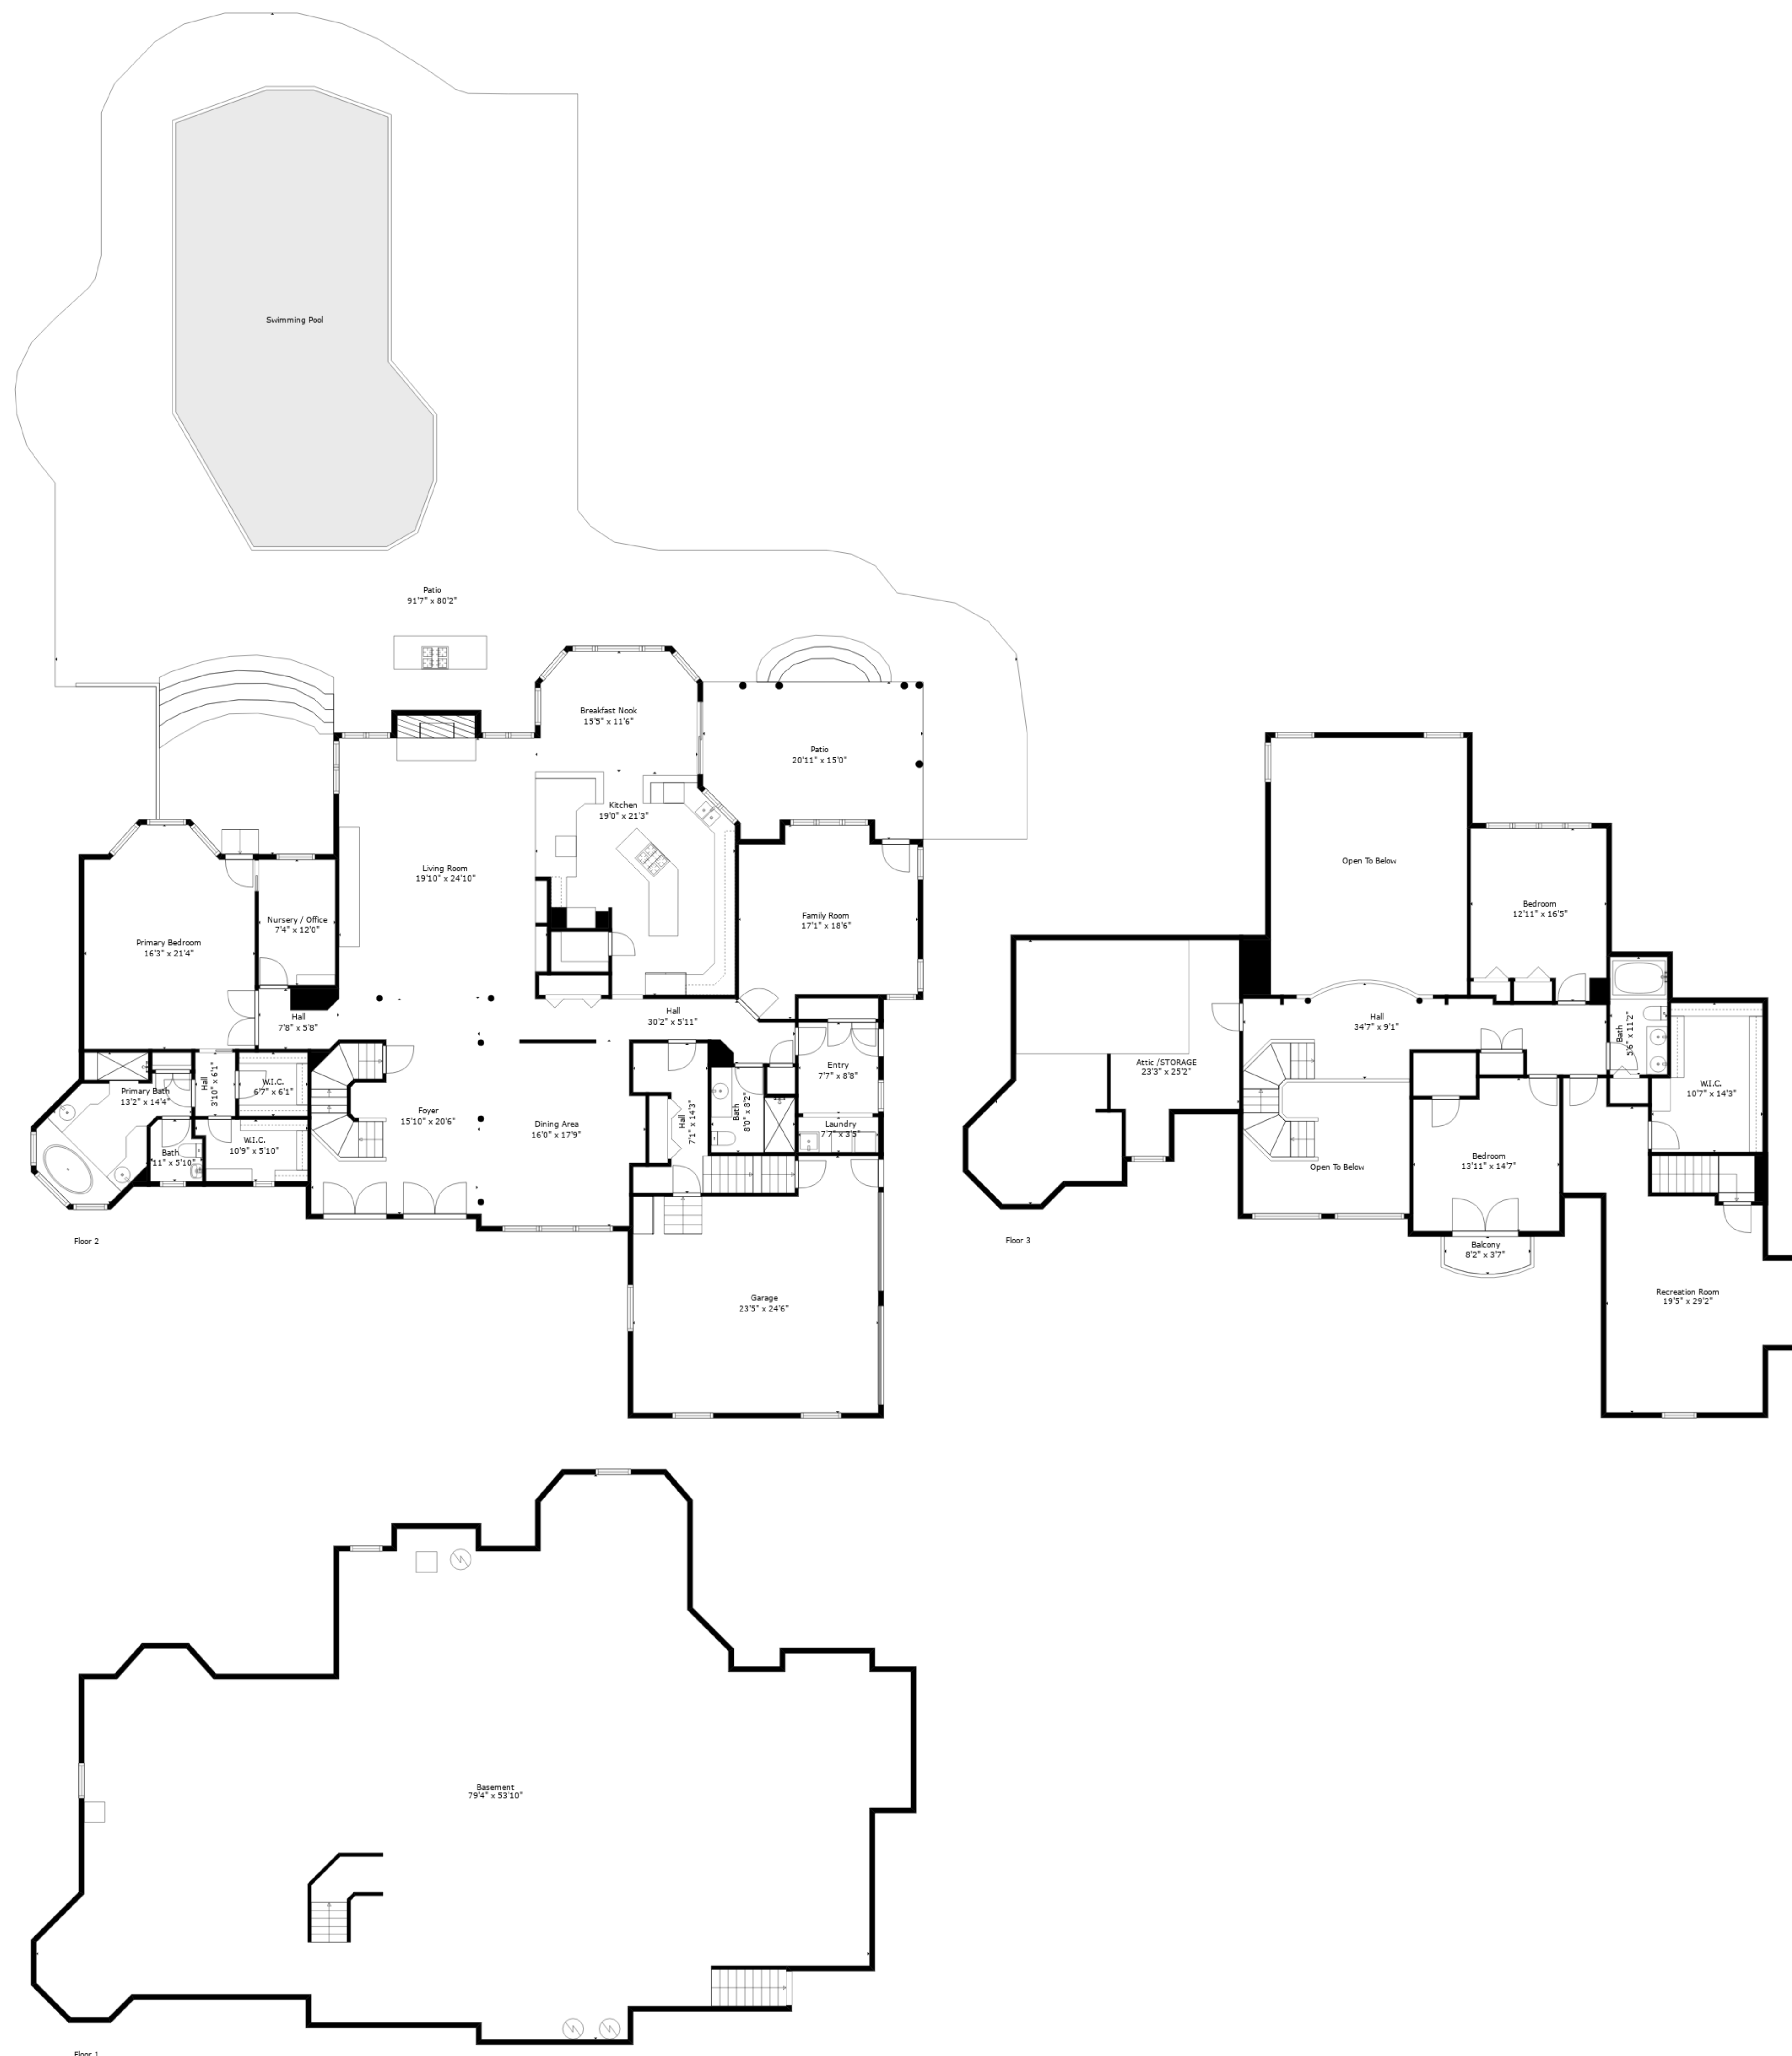 Swimming Pool
Patio
91'7" x 80'2"
Breakfast Nook
15'5" x 11'6"
Patio
20'11" x 15'0"
Kitchen
19'0" x 21'3"
Living Room
19'10" x 24'10"
Family Room
17'1" x 18'6"
Nursery / Office
7'4" x 12'0"
Primary Bedroom
16'3" x 21'4"
Hall
7'8" x 5'8"
Hall
30'2" x 5'11"
Entry
7'7" x 8'8"
Hall
3'10" x 6'1"
W.I.C.
6'7" x 6'1"
Primary Bath
13'2" x 14'4"
Foyer
15'10" x 20'6"
Dining Area
16'0" x 17'9"
Hall
7'1" x 14'3"
Bath
8'0" x 8'2"
Laundry
7'7" x 3'5"
W.I.C.
10'9" x 5'10"
Bath
11" x 5'10"
Garage
23'5" x 24'6"
Floor 2
Open To Below
Bedroom
12'11" x 16'5"
Hall
34'7" x 9'1"
Bath
5'6" x 11'2"
Attic /STORAGE
23'3" x 25'2"
W.I.C.
10'7" x 14'3"
Bedroom
13'11" x 14'7"
Open To Below
Balcony
8'2" x 3'7"
Recreation Room
19'5" x 29'2"
Floor 3
Basement
79'4" x 53'10"
Floor 1